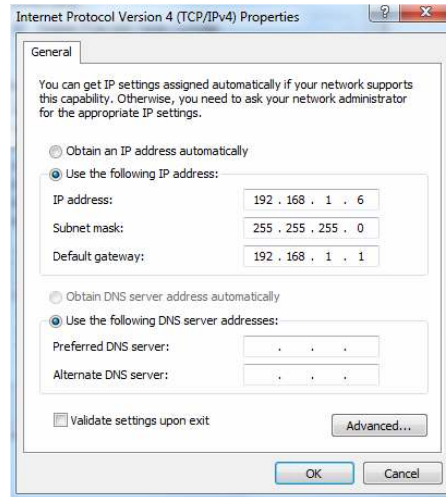 Internet Protocol Version 4 (TCP/IPv4) Properties
General
You can get IP settings assigned automatically if your network supports
this capability. Otherwise, you need to ask your network administrator
for the appropriate IP settings.
Obtain an IP address automatically
Use the following IP address:
IP address: 192 . 168 . 1 . 6
Subnet mask: 255 . 255 . 255 . 0
Default gateway: 192 . 168 . 1 . 1
Obtain DNS server address automatically
Use the following DNS server addresses:
Preferred DNS server: . . .
Alternate DNS server: . . .
Validate settings upon exit
Advanced...
OK Cancel